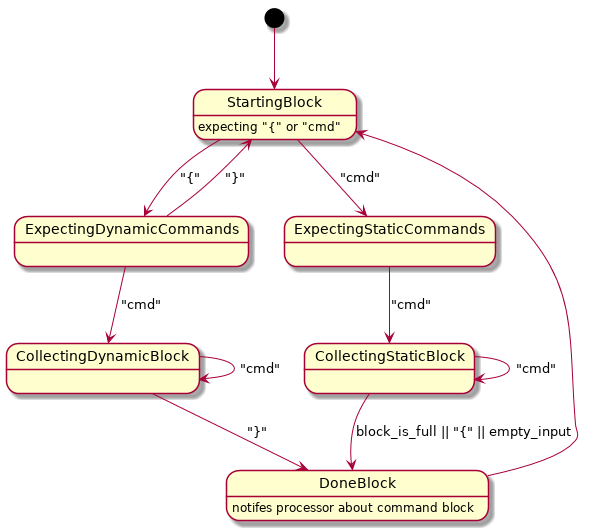 StartingBlock
expecting "{" or "cmd"
"{"
"}"
"cmd"
ExpectingDynamicCommands
ExpectingStaticCommands
"cmd"
"cmd"
CollectingDynamicBlock
"cmd"
CollectingStaticBlock
"cmd"
"}"
block_is_full || "{" || empty_input
DoneBlock
notifes processor about command block